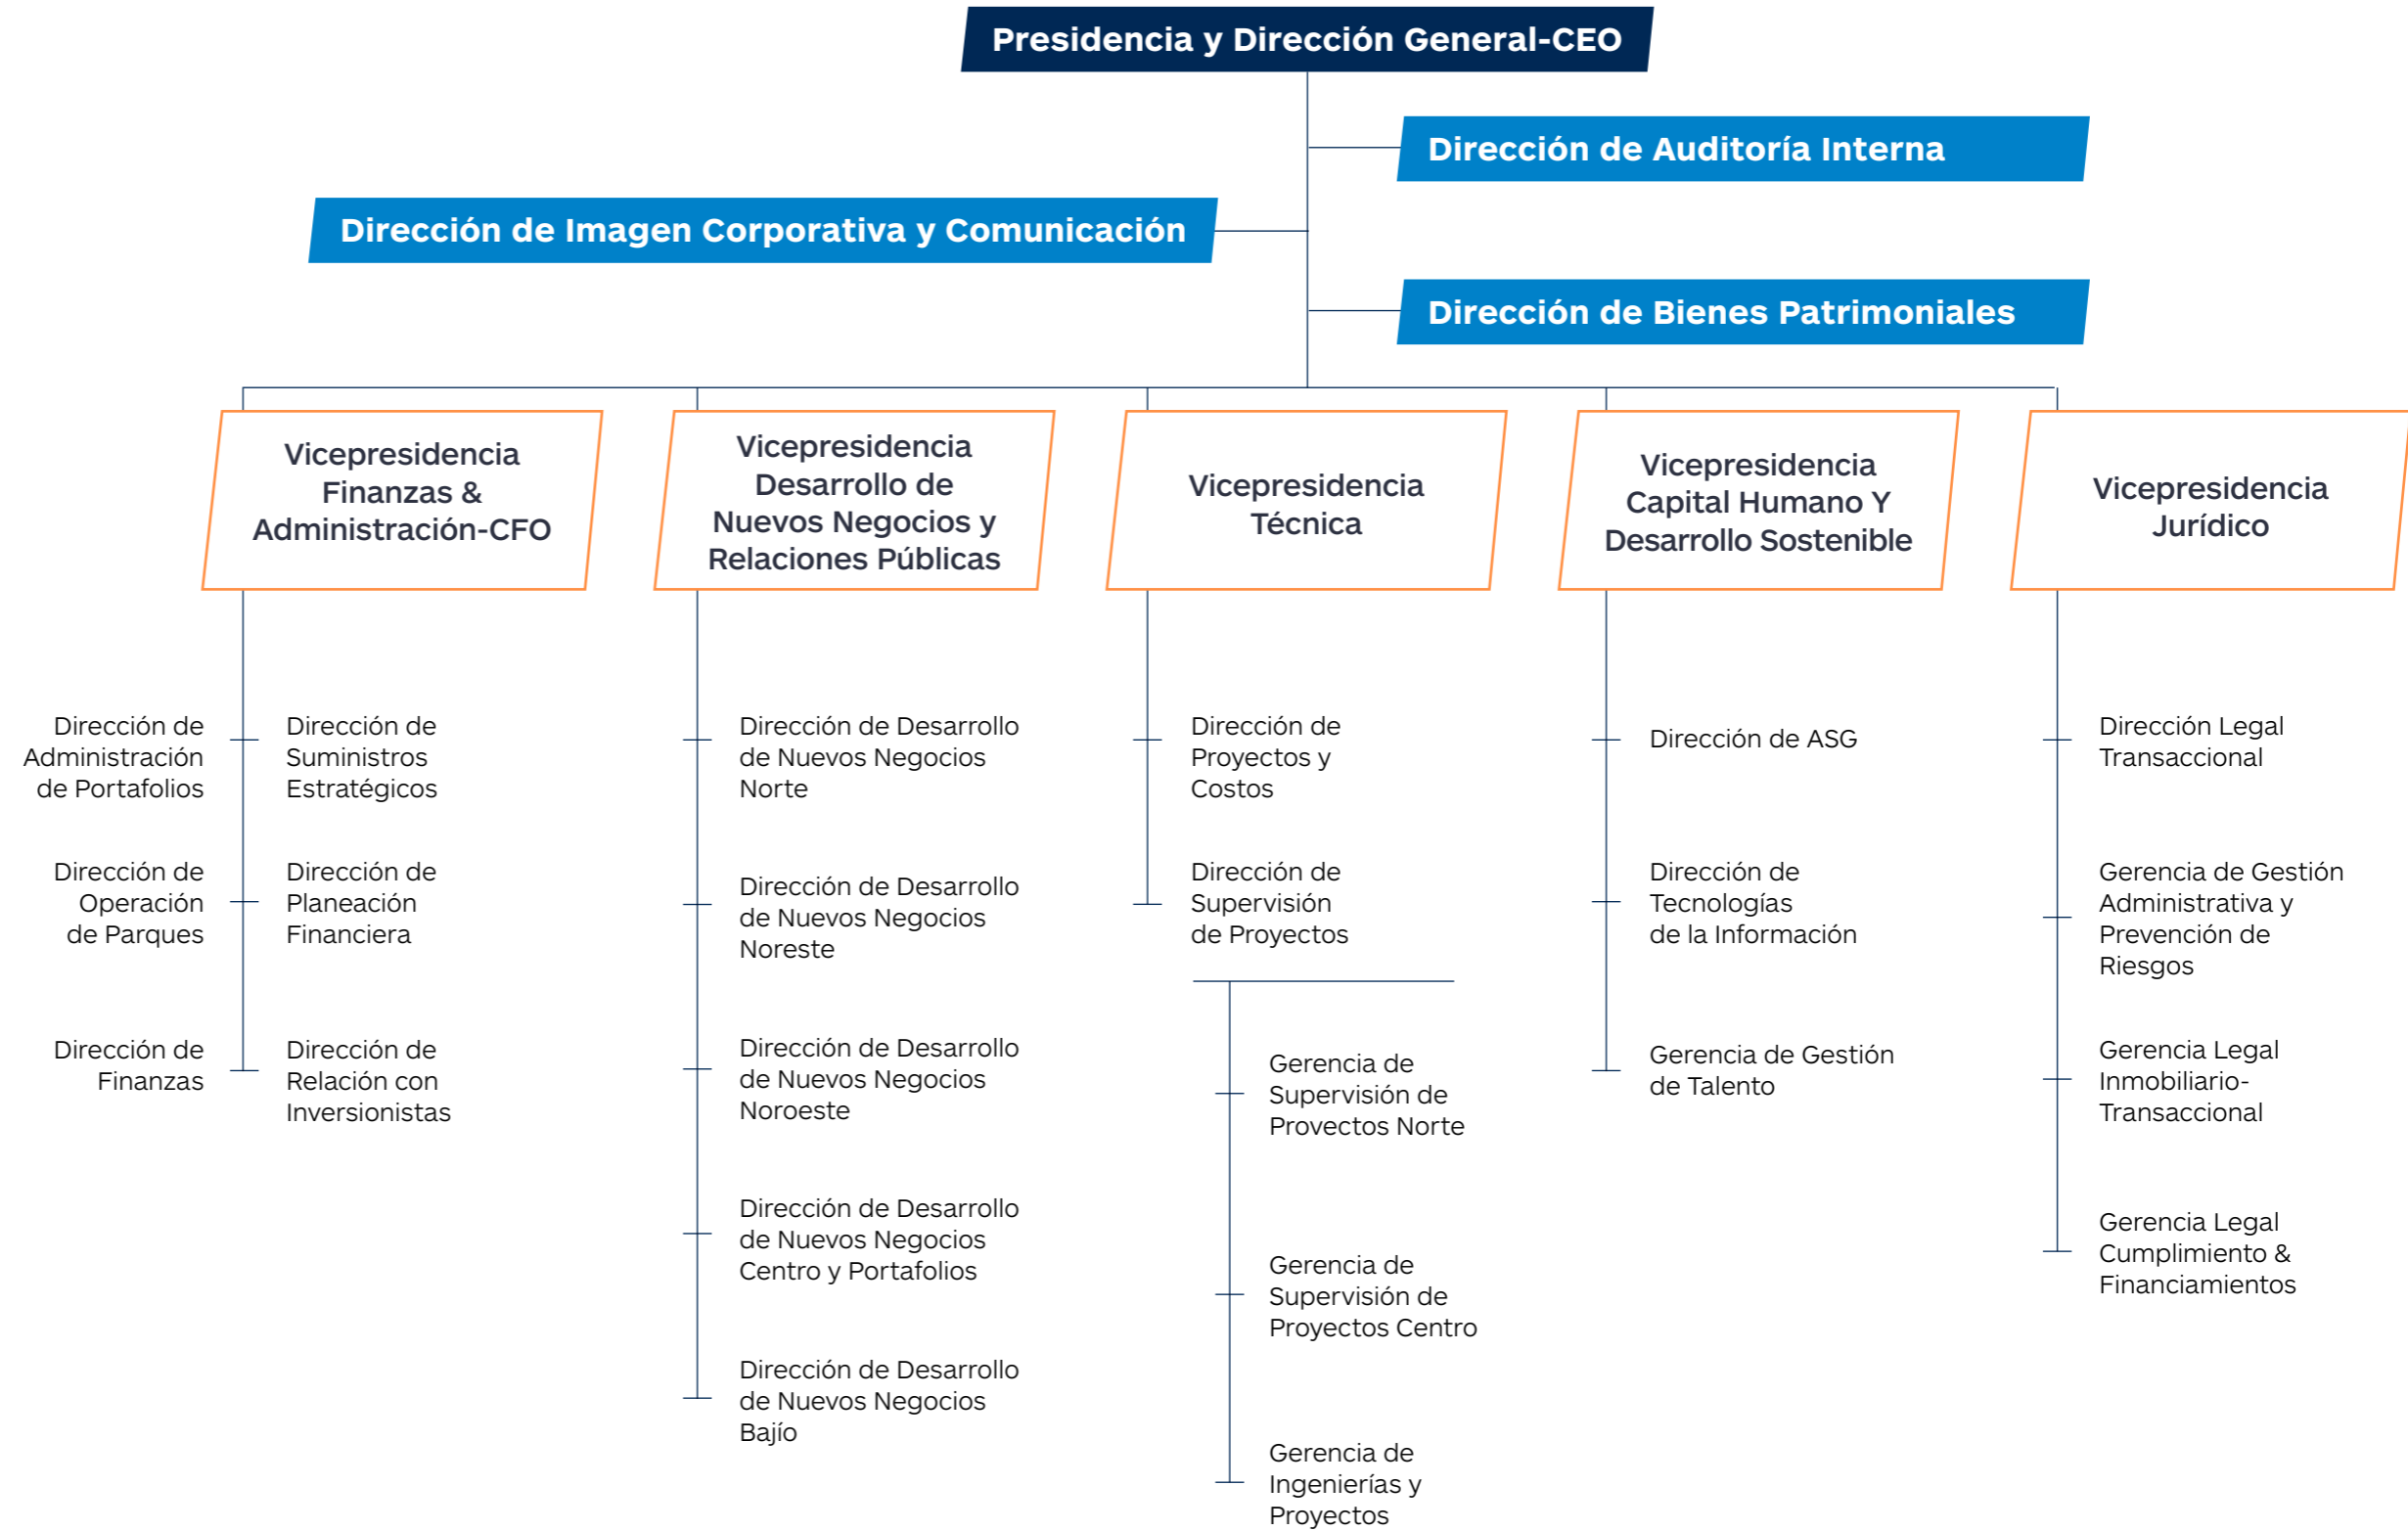 Presidencia y Dirección General-CEO
Dirección de Auditoría Interna
Dirección de Imagen Corporativa y Comunicación
Dirección de Bienes Patrimoniales
Vicepresidencia
Finanzas &
Administración-CFO
Dirección de
Administración
de Portafolios
Dirección de
Suministros
Estratégicos
Dirección de
Operación
de Parques
Dirección de
Planeación
Financiera
Dirección de
Finanzas
Dirección de
Relación con
Inversionistas
Vicepresidencia
Desarrollo de
Nuevos Negocios y
Relaciones Públicas
Dirección de Desarrollo
de Nuevos Negocios
Norte
Dirección de Desarrollo
de Nuevos Negocios
Noreste
Dirección de Desarrollo
de Nuevos Negocios
Noroeste
Dirección de Desarrollo
de Nuevos Negocios
Centro y Portafolios
Dirección de Desarrollo
de Nuevos Negocios
Bajío
Vicepresidencia
Técnica
Dirección de
Proyectos y
Costos
Dirección de
Supervisión
de Proyectos
Gerencia de
Supervisión de
Provectos Norte
Gerencia de
Supervisión de
Proyectos Centro
Gerencia de
Ingenierías y
Proyectos
Vicepresidencia
Capital Humano Y
Desarrollo Sostenible
Dirección de ASG
Dirección de
Tecnologías
de la Información
Gerencia de Gestión
de Talento
Vicepresidencia
Jurídico
Dirección Legal
Transaccional
Gerencia de Gestión
Administrativa y
Prevención de
Riesgos
Gerencia Legal
Inmobiliario-
Transaccional
Gerencia Legal
Cumplimiento &
Financiamientos